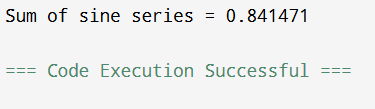 Sum of sine series = 0.841471
=== Code Execution Successful ===